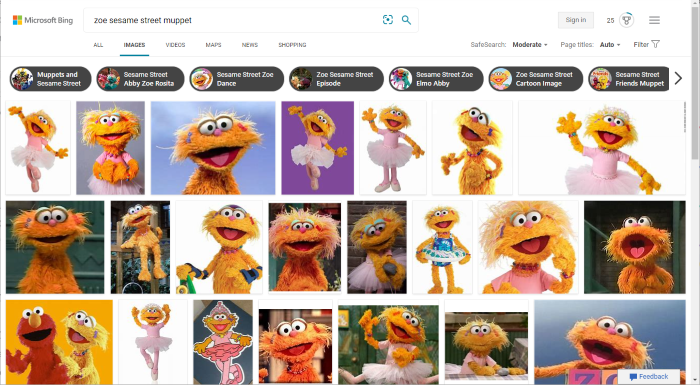 Microsoft Bing
zoe sesame street muppet
Sign in
25
ALL
IMAGES
VIDEOS
MAPS
NEWS
SHOPPING
SafeSearch: Moderate
Page titles: Auto
Filter
Muppets and
Sesame Street
Sesame Street
Abby Zoe Rosita
Sesame Street Zoe
Dance
Zoe Sesame Street
Episode
Sesame Street Zoe
Elmo Abby
Zoe Sesame Street
Cartoon Image
Sesame Street
Friends Muppet
Feedback